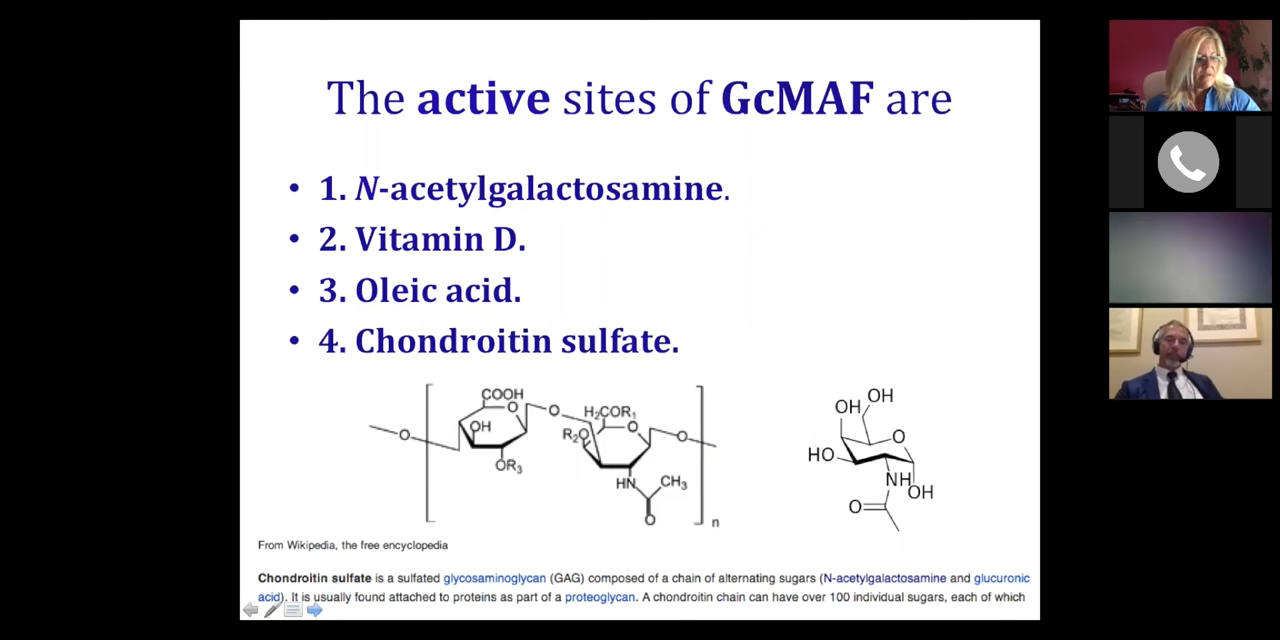 The active sites of GcMAF are
• 1. N-acetylgalactosamine.
• 2. Vitamin D.
• 3. Oleic acid.
• 4. Chondroitin sulfate.
COOH
O
O
H₂COR₁
OH
R₂O
O
O
O
OR₃
HN
CH₃
O
n
OH
OH
O
HO
NH
OH
O
From Wikipedia, the free encyclopedia
Chondroitin sulfate is a sulfated glycosaminoglycan (GAG) composed of a chain of alternating sugars (N-acetylgalactosamine and glucuronic
acid). It is usually found attached to proteins as part of a proteoglycan. A chondroitin chain can have over 100 individual sugars, each of which